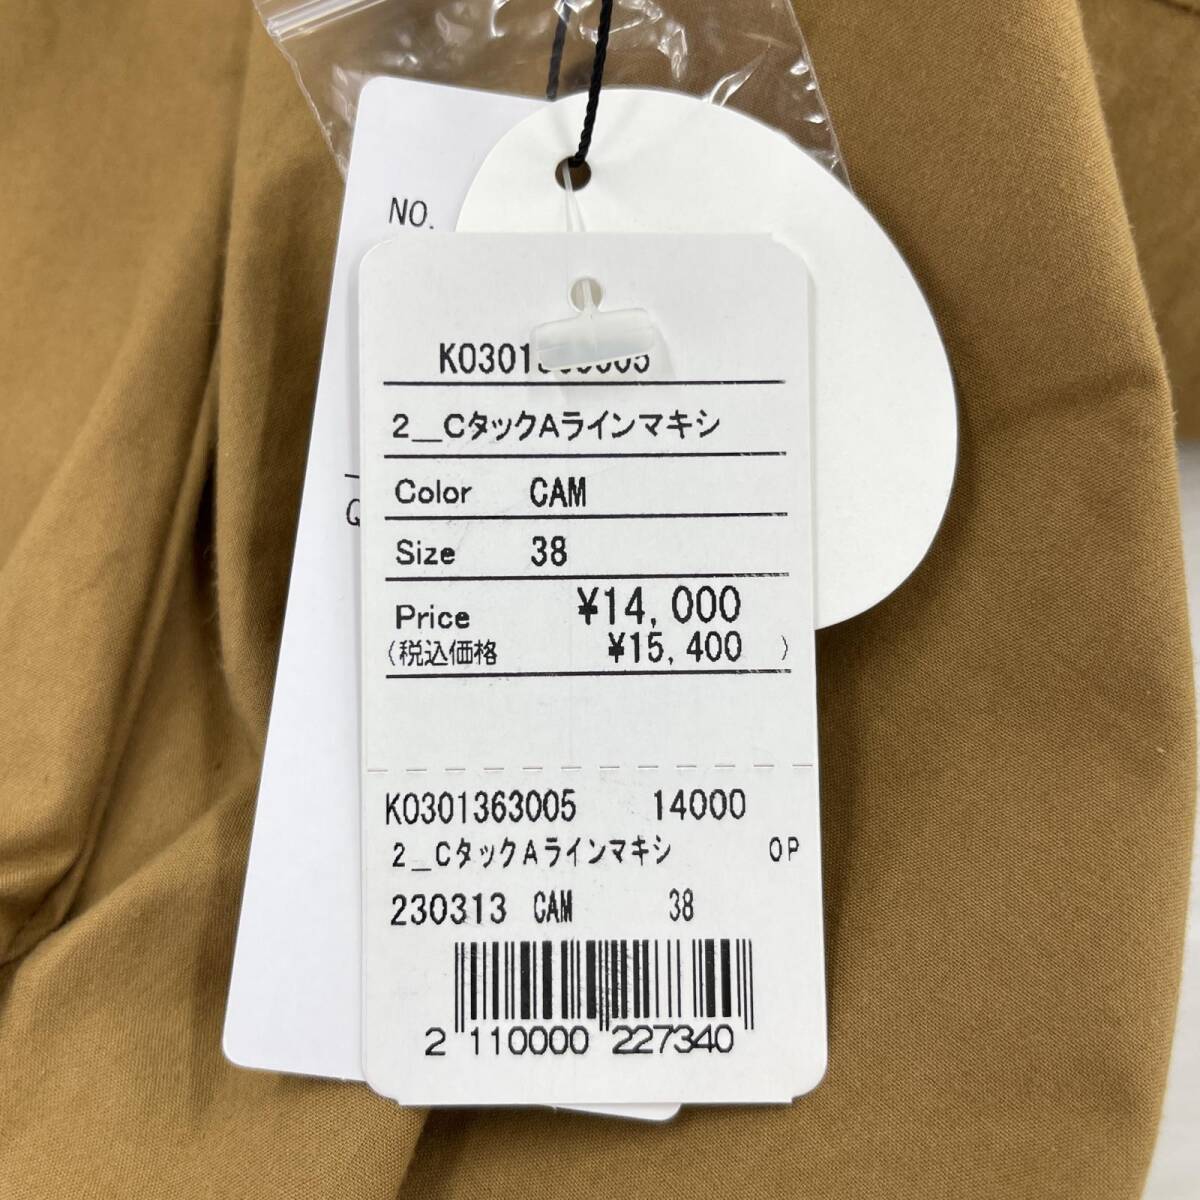 NO.
Q
2_CタックAラインマキシ
Color CAM
Size 38
Price ¥14,000
(税込価格 ¥15,400 )
K0301363005 14000
2_CタックAラインマキシ OP
230313 CAM 38
2 110000 227340